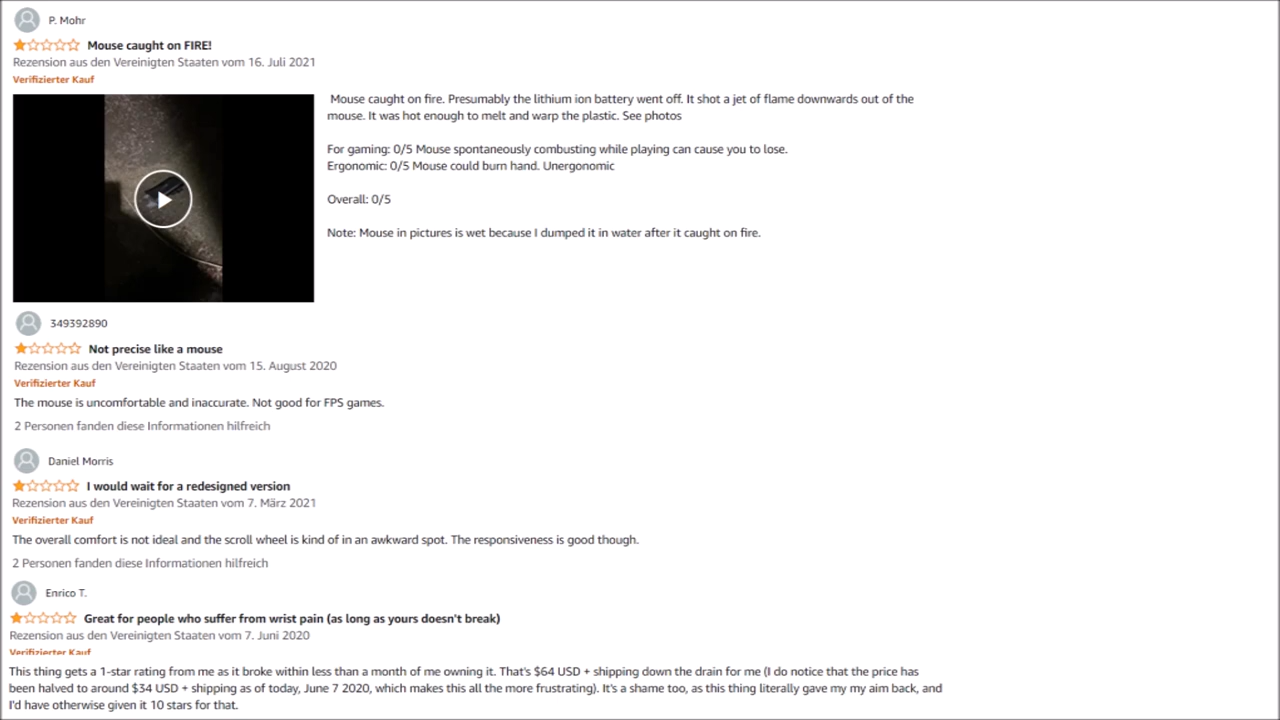 P. Mohr
Mouse caught on FIRE!
Rezension aus den Vereinigten Staaten vom 16. Juli 2021
Verifizierter Kauf
Mouse caught on fire. Presumably the lithium ion battery went off. It shot a jet of flame downwards out of the
mouse. It was hot enough to melt and warp the plastic. See photos
For gaming: 0/5 Mouse spontaneously combusting while playing can cause you to lose.
Ergonomic: 0/5 Mouse could burn hand. Unergonomic
Overall: 0/5
Note: Mouse in pictures is wet because I dumped it in water after it caught on fire.
349392890
Not precise like a mouse
Rezension aus den Vereinigten Staaten vom 15. August 2020
Verifizierter Kauf
The mouse is uncomfortable and inaccurate. Not good for FPS games.
2 Personen fanden diese Informationen hilfreich
Daniel Morris
I would wait for a redesigned version
Rezension aus den Vereinigten Staaten vom 7. März 2021
Verifizierter Kauf
The overall comfort is not ideal and the scroll wheel is kind of in an awkward spot. The responsiveness is good though.
2 Personen fanden diese Informationen hilfreich
Enrico T.
Great for people who suffer from wrist pain (as long as yours doesn't break)
Rezension aus den Vereinigten Staaten vom 7. Juni 2020
Verifizierter Kauf
This thing gets a 1-star rating from me as it broke within less than a month of me owning it. That's $64 USD + shipping down the drain for me (I do notice that the price has
been halved to around $34 USD + shipping as of today, June 7 2020, which makes this all the more frustrating). It's a shame too, as this thing literally gave my my aim back, and
I'd have otherwise given it 10 stars for that.